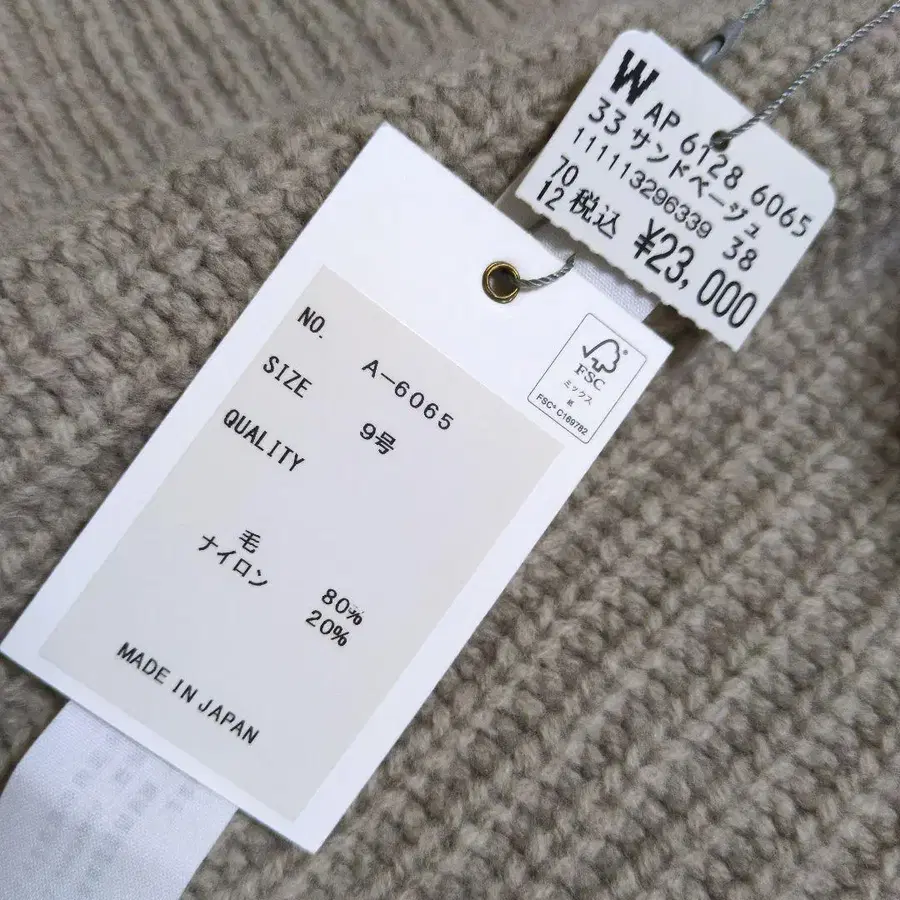 W AP 6128 6065
33 サンドベージュ
111113296339 38
70
12 税込 ¥23,000
NO. A-6065
SIZE 9号
QUALITY
毛 80%
ナイロン 20%
MADE IN JAPAN
FSC
ミックス
紙
FSC® C169782